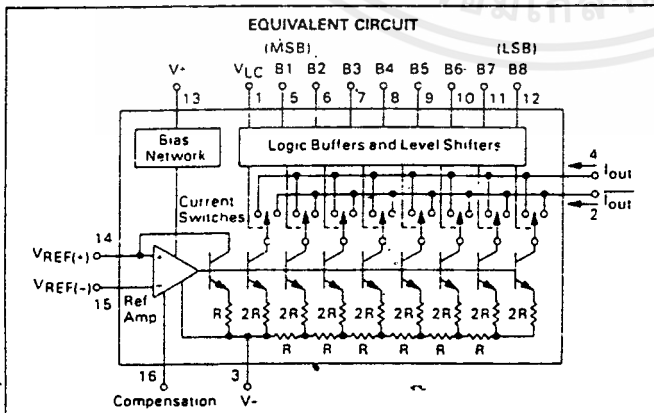 EQUIVALENT CIRCUIT
(MSB) (LSB)
V+ VLC B1 B2 B3 B4 B5 B6 B7 B8
13 1 5 6 7 8 9 10 11 12
Bias Network
Logic Buffers and Level Shifters
4
Iout
Iout
2
Current Switches
14
VREF(+)
+
VREF(-)
−
15
Ref Amp
R 2R 2R 2R 2R 2R 2R 2R 2R
R R R R R R
16 3
Compensation V-